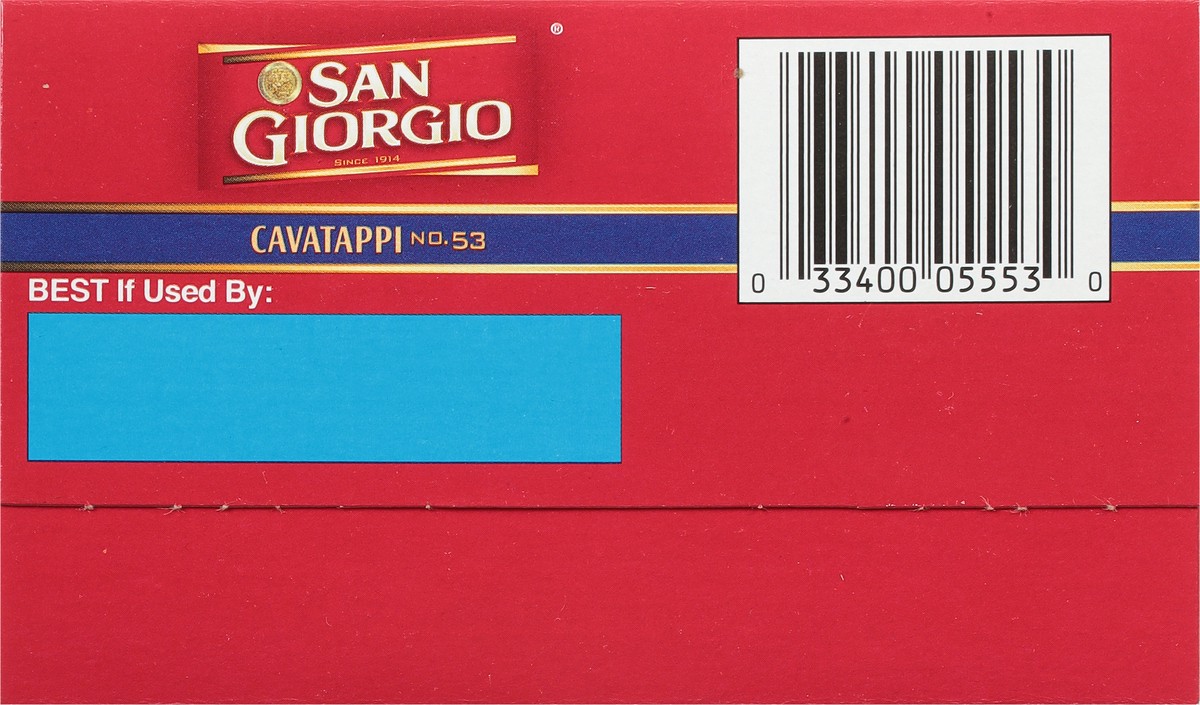 ®
SAN
GIORGIO
SINCE 1914
CAVATAPPI NO.53
BEST If Used By:
0 33400 05553 0